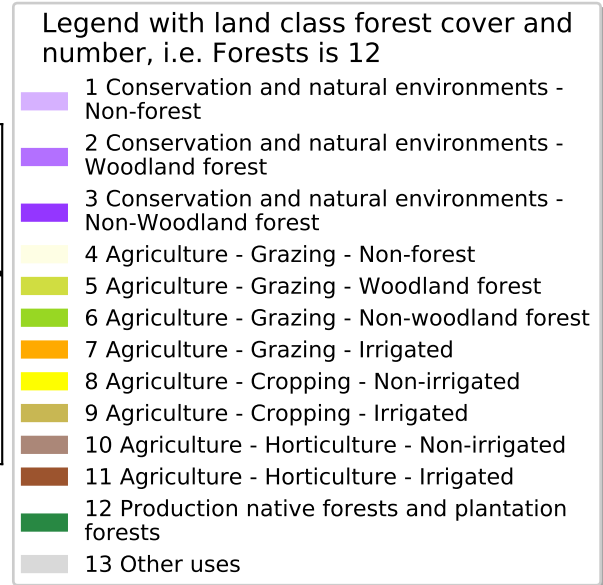 Legend with land class forest cover and
number, i.e. Forests is 12
1 Conservation and natural environments -
Non-forest
2 Conservation and natural environments -
Woodland forest
3 Conservation and natural environments -
Non-Woodland forest
4 Agriculture - Grazing - Non-forest
5 Agriculture - Grazing - Woodland forest
6 Agriculture - Grazing - Non-woodland forest
7 Agriculture - Grazing - Irrigated
8 Agriculture - Cropping - Non-irrigated
9 Agriculture - Cropping - Irrigated
10 Agriculture - Horticulture - Non-irrigated
11 Agriculture - Horticulture - Irrigated
12 Production native forests and plantation
forests
13 Other uses